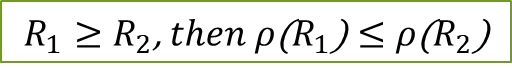 R₁ ≥ R₂, then ρ(R₁) ≤ ρ(R₂)